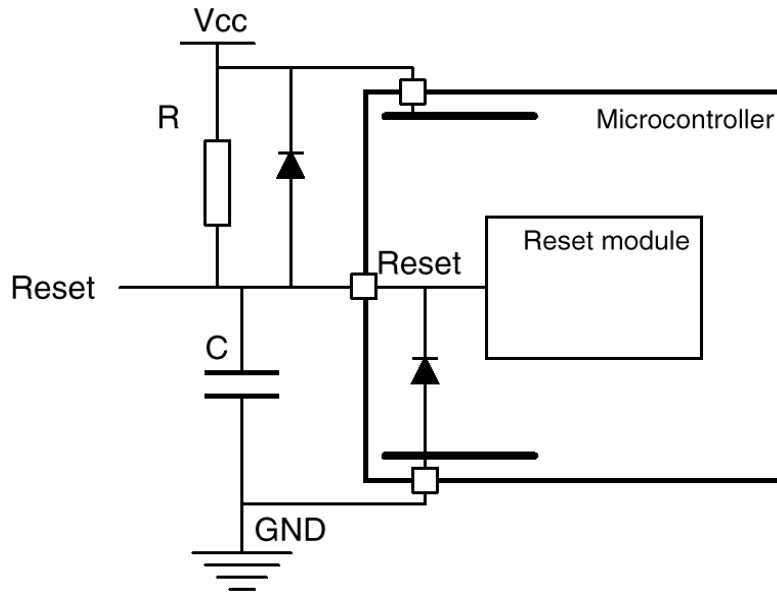 Vcc
R
Microcontroller
Reset module
Reset
Reset
C
GND